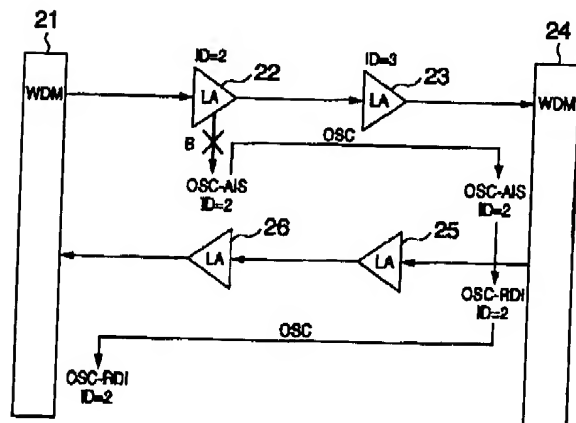 21
24
ID=2
22
ID=3
23
WDM
LA
LA
WDM
B
OSC
OSC-AIS
ID=2
OSC-AIS
ID=2
26
25
LA
LA
OSC-RDI
ID=2
OSC
OSC-RDI
ID=2